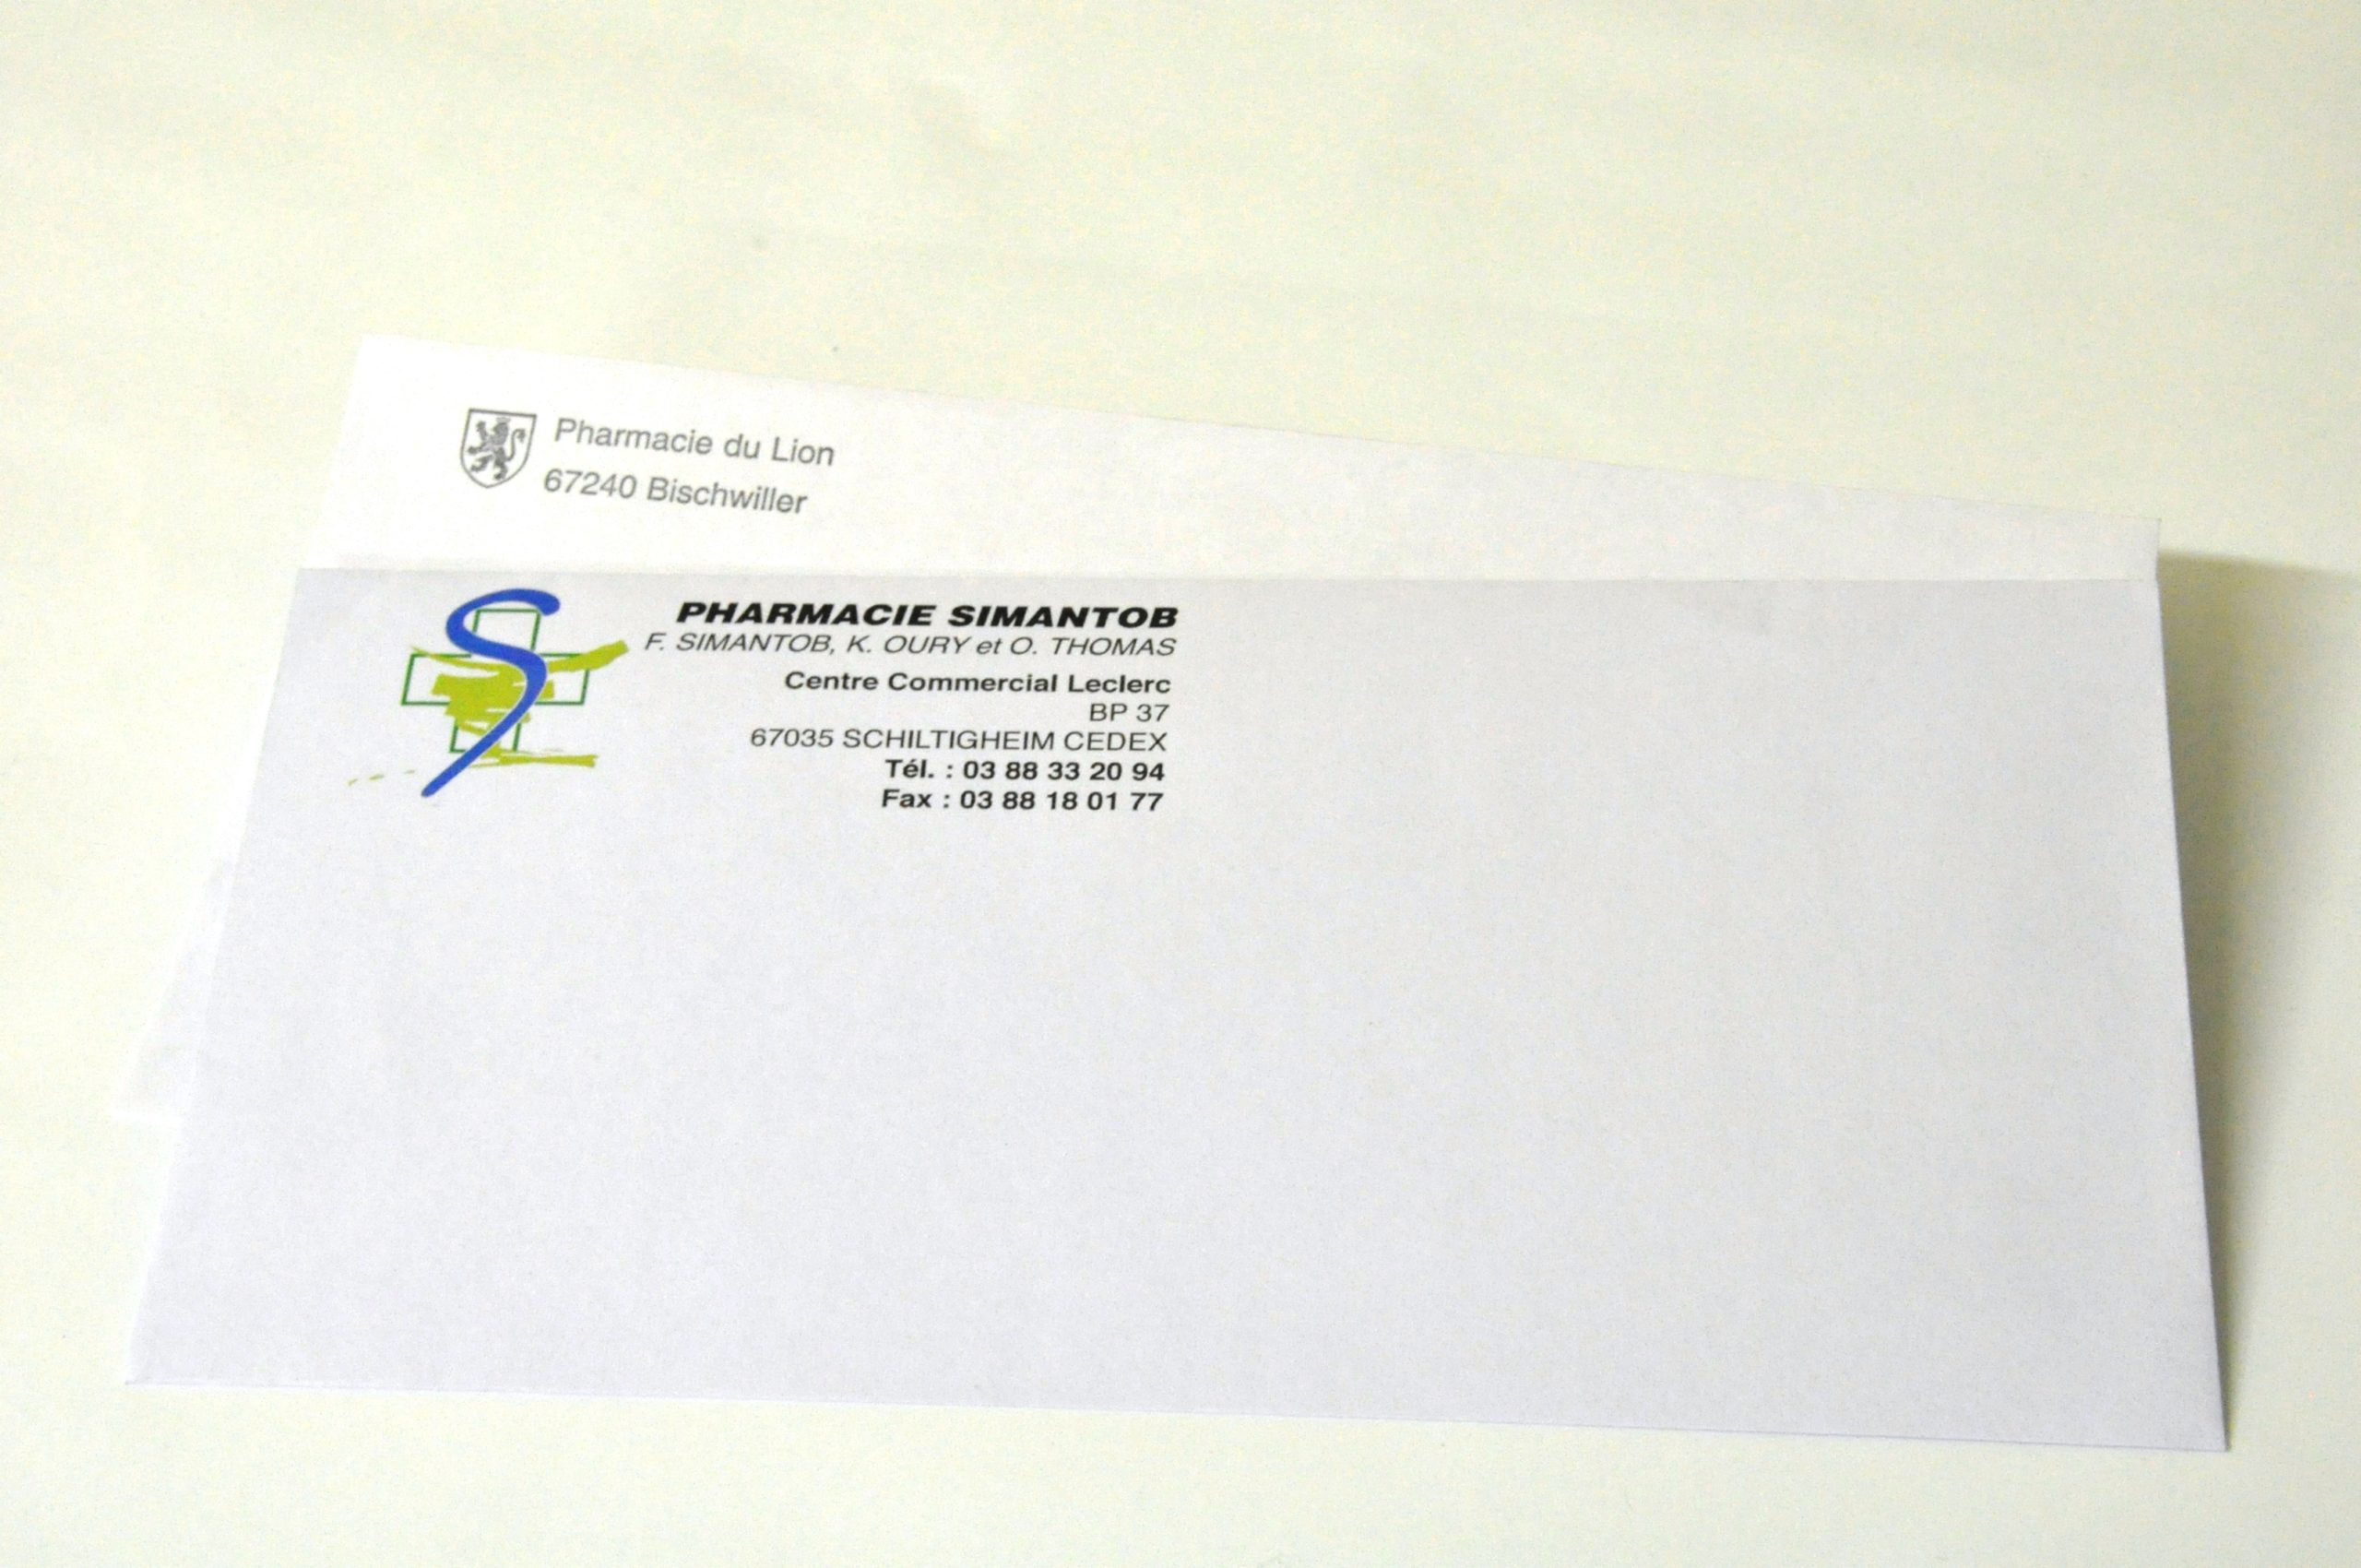 Pharmacie du Lion
67240 Bischwiller
PHARMACIE SIMANTOB
F. SIMANTOB, K. OURY et O. THOMAS
Centre Commercial Leclerc
BP 37
67035 SCHILTIGHEIM CEDEX
Tél. : 03 88 33 20 94
Fax : 03 88 18 01 77